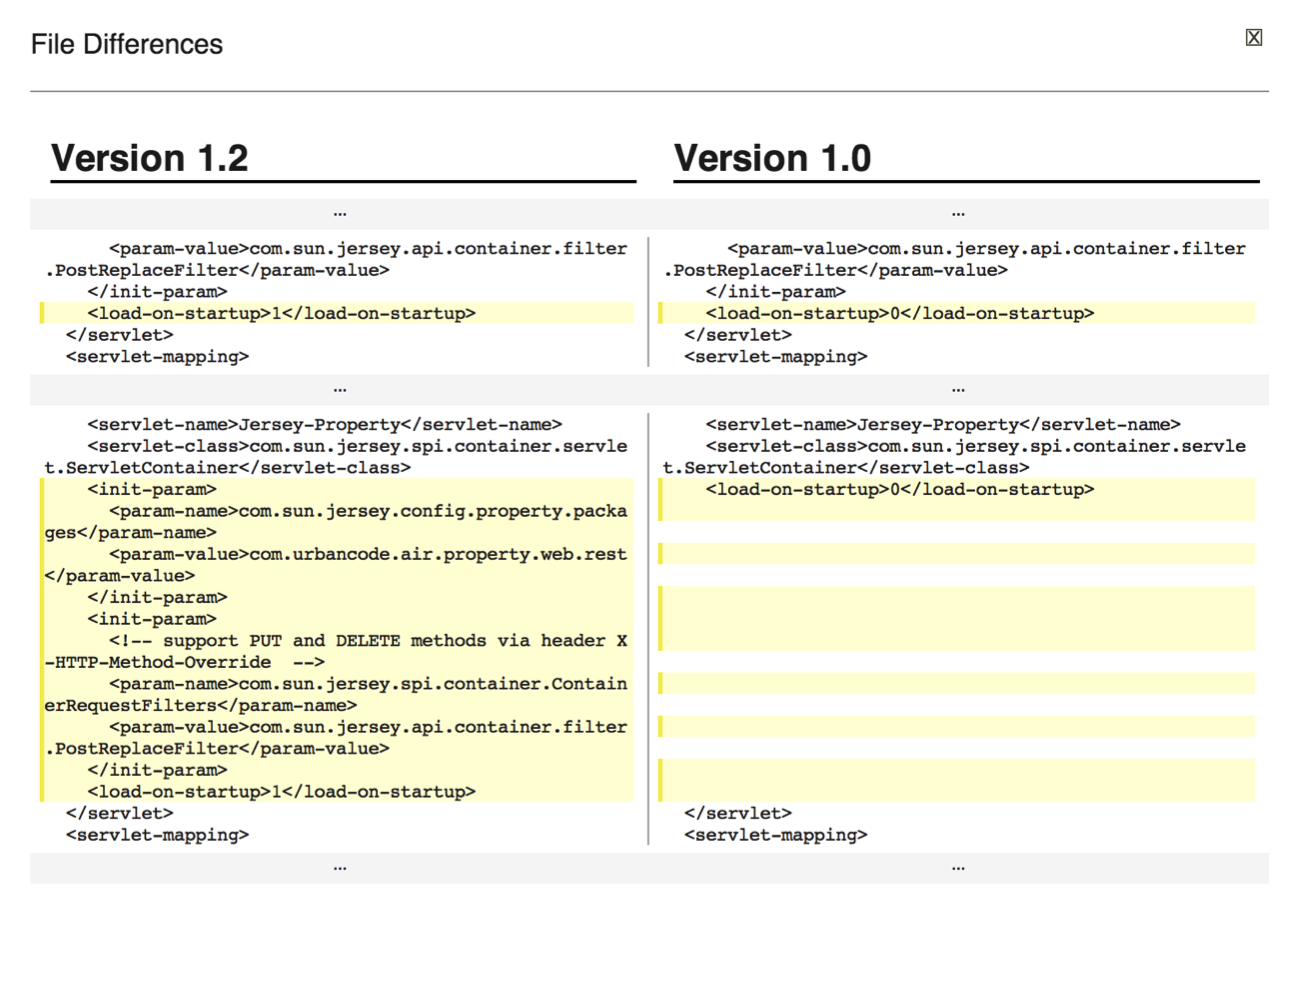 File Differences
☒
Version 1.2
Version 1.0
...
...
<param-value>com.sun.jersey.api.container.filter
.PostReplaceFilter</param-value>
</init-param>
<load-on-startup>1</load-on-startup>
</servlet>
<servlet-mapping>
<param-value>com.sun.jersey.api.container.filter
.PostReplaceFilter</param-value>
</init-param>
<load-on-startup>0</load-on-startup>
</servlet>
<servlet-mapping>
...
...
<servlet-name>Jersey-Property</servlet-name>
<servlet-class>com.sun.jersey.spi.container.servle
t.ServletContainer</servlet-class>
<init-param>
<param-name>com.sun.jersey.config.property.packa
ges</param-name>
<param-value>com.urbancode.air.property.web.rest
</param-value>
</init-param>
<init-param>
<!-- support PUT and DELETE methods via header X
-HTTP-Method-Override  -->
<param-name>com.sun.jersey.spi.container.Contain
erRequestFilters</param-name>
<param-value>com.sun.jersey.api.container.filter
.PostReplaceFilter</param-value>
</init-param>
<load-on-startup>1</load-on-startup>
</servlet>
<servlet-mapping>
<servlet-name>Jersey-Property</servlet-name>
<servlet-class>com.sun.jersey.spi.container.servle
t.ServletContainer</servlet-class>
<load-on-startup>0</load-on-startup>
</servlet>
<servlet-mapping>
...
...